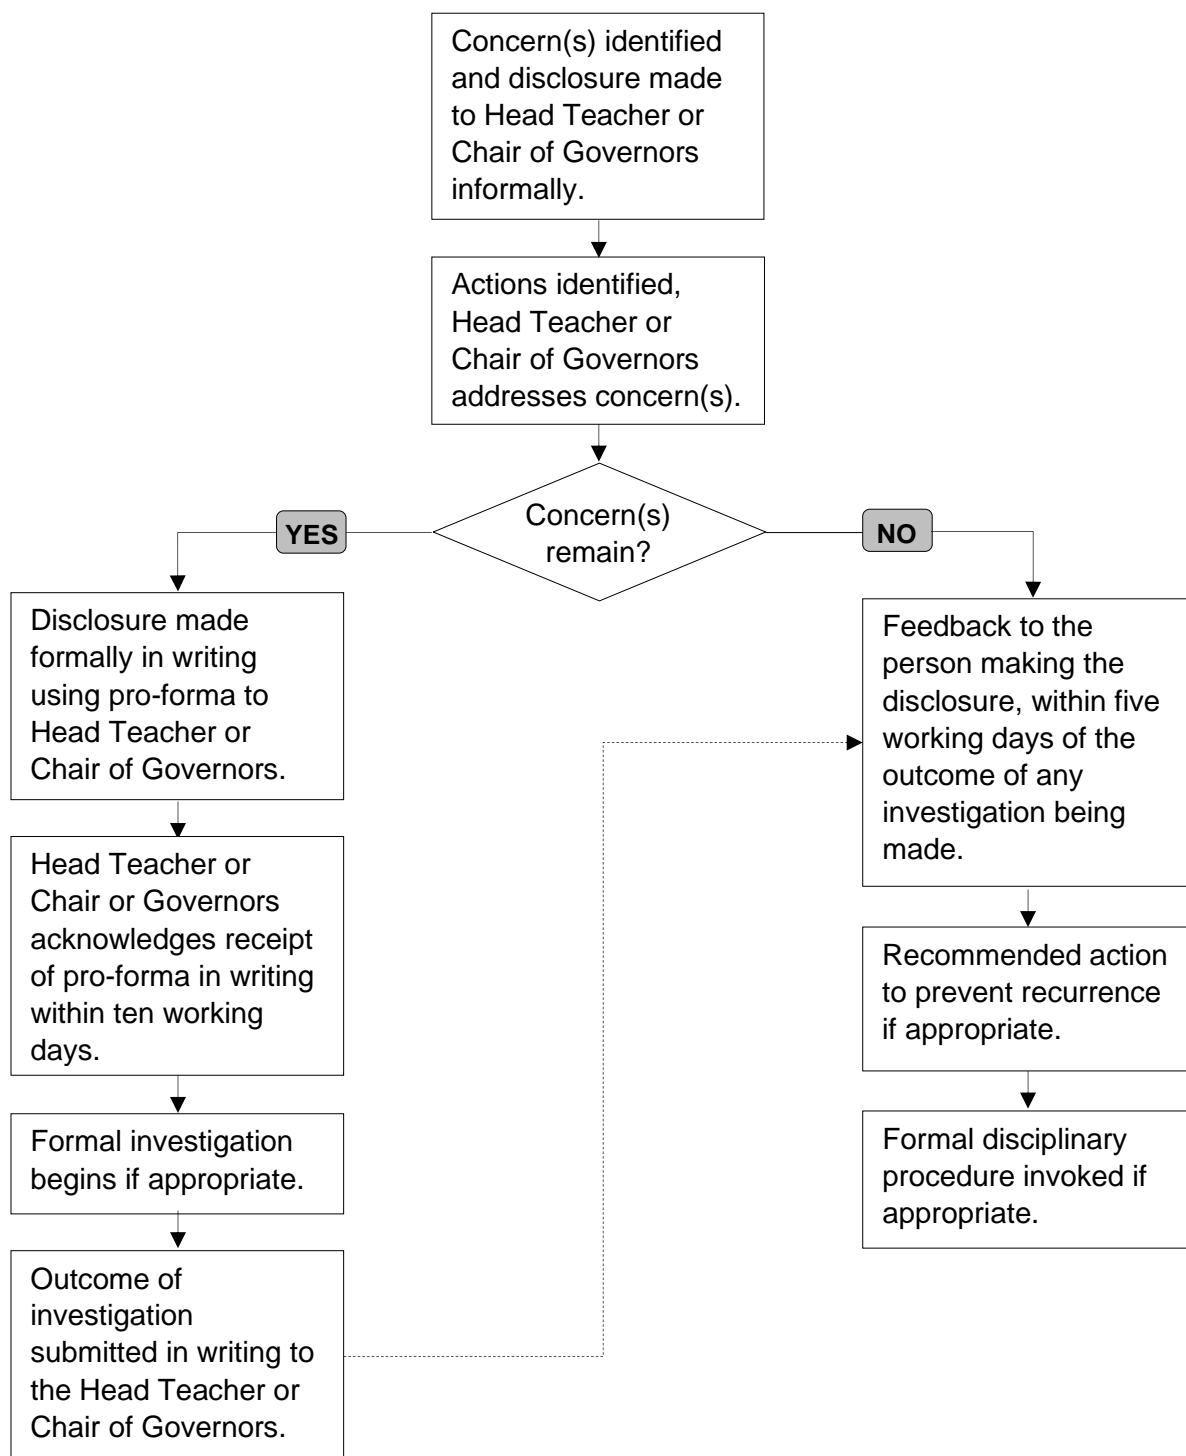 Concern(s) identified
and disclosure made
to Head Teacher or
Chair of Governors
informally.
Actions identified,
Head Teacher or
Chair of Governors
addresses concern(s).
Concern(s)
remain?
YES
NO
Disclosure made
formally in writing
using pro-forma to
Head Teacher or
Chair of Governors.
Head Teacher or
Chair or Governors
acknowledges receipt
of pro-forma in writing
within ten working
days.
Formal investigation
begins if appropriate.
Outcome of
investigation
submitted in writing to
the Head Teacher or
Chair of Governors.
Feedback to the
person making the
disclosure, within five
working days of the
outcome of any
investigation being
made.
Recommended action
to prevent recurrence
if appropriate.
Formal disciplinary
procedure invoked if
appropriate.